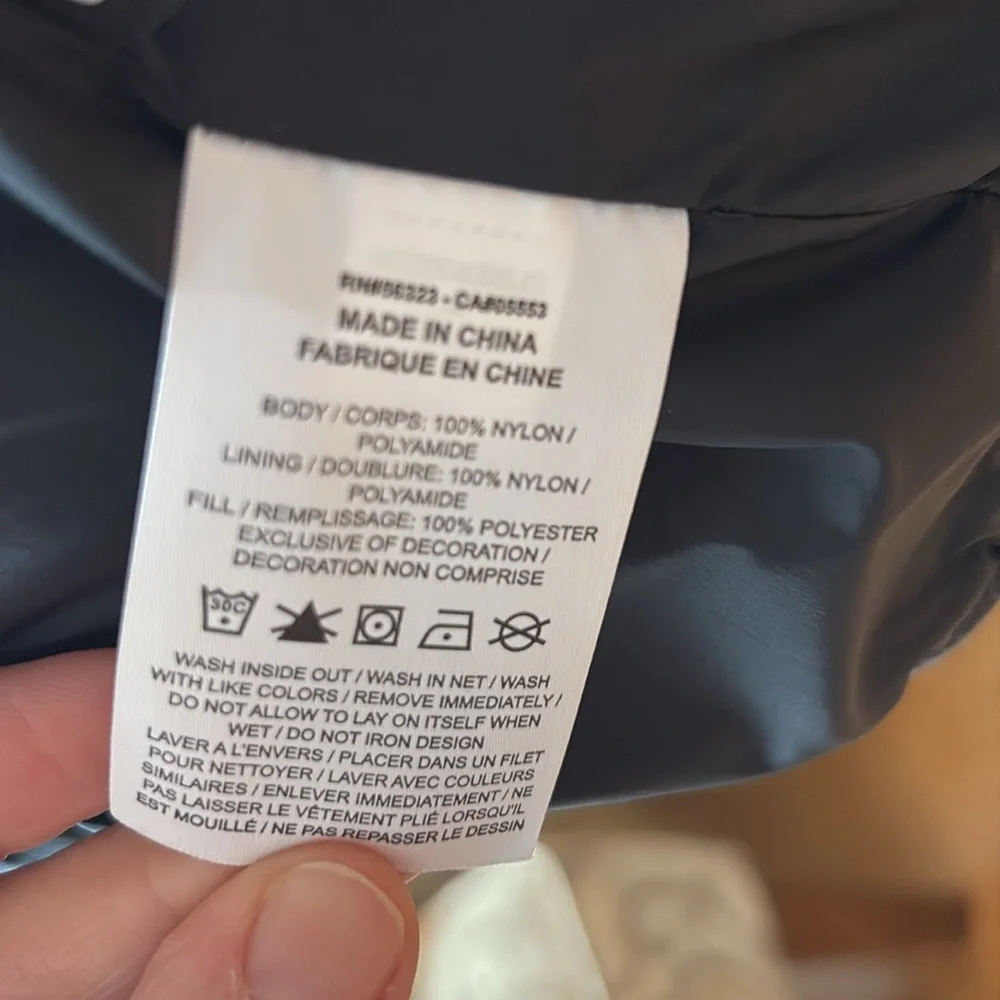 RN#56323 - CA#05553
MADE IN CHINA
FABRIQUE EN CHINE
BODY / CORPS: 100% NYLON /
POLYAMIDE
LINING / DOUBLURE: 100% NYLON /
POLYAMIDE
FILL / REMPLISSAGE: 100% POLYESTER
EXCLUSIVE OF DECORATION /
DECORATION NON COMPRISE
30C
WASH INSIDE OUT / WASH IN NET / WASH
WITH LIKE COLORS / REMOVE IMMEDIATELY /
DO NOT ALLOW TO LAY ON ITSELF WHEN
WET / DO NOT IRON DESIGN
LAVER A L'ENVERS / PLACER DANS UN FILET
POUR NETTOYER / LAVER AVEC COULEURS
SIMILAIRES / ENLEVER IMMEDIATEMENT / NE
PAS LAISSER LE VÊTEMENT PLIÉ LORSQU'IL
EST MOUILLÉ / NE PAS REPASSER LE DESSIN